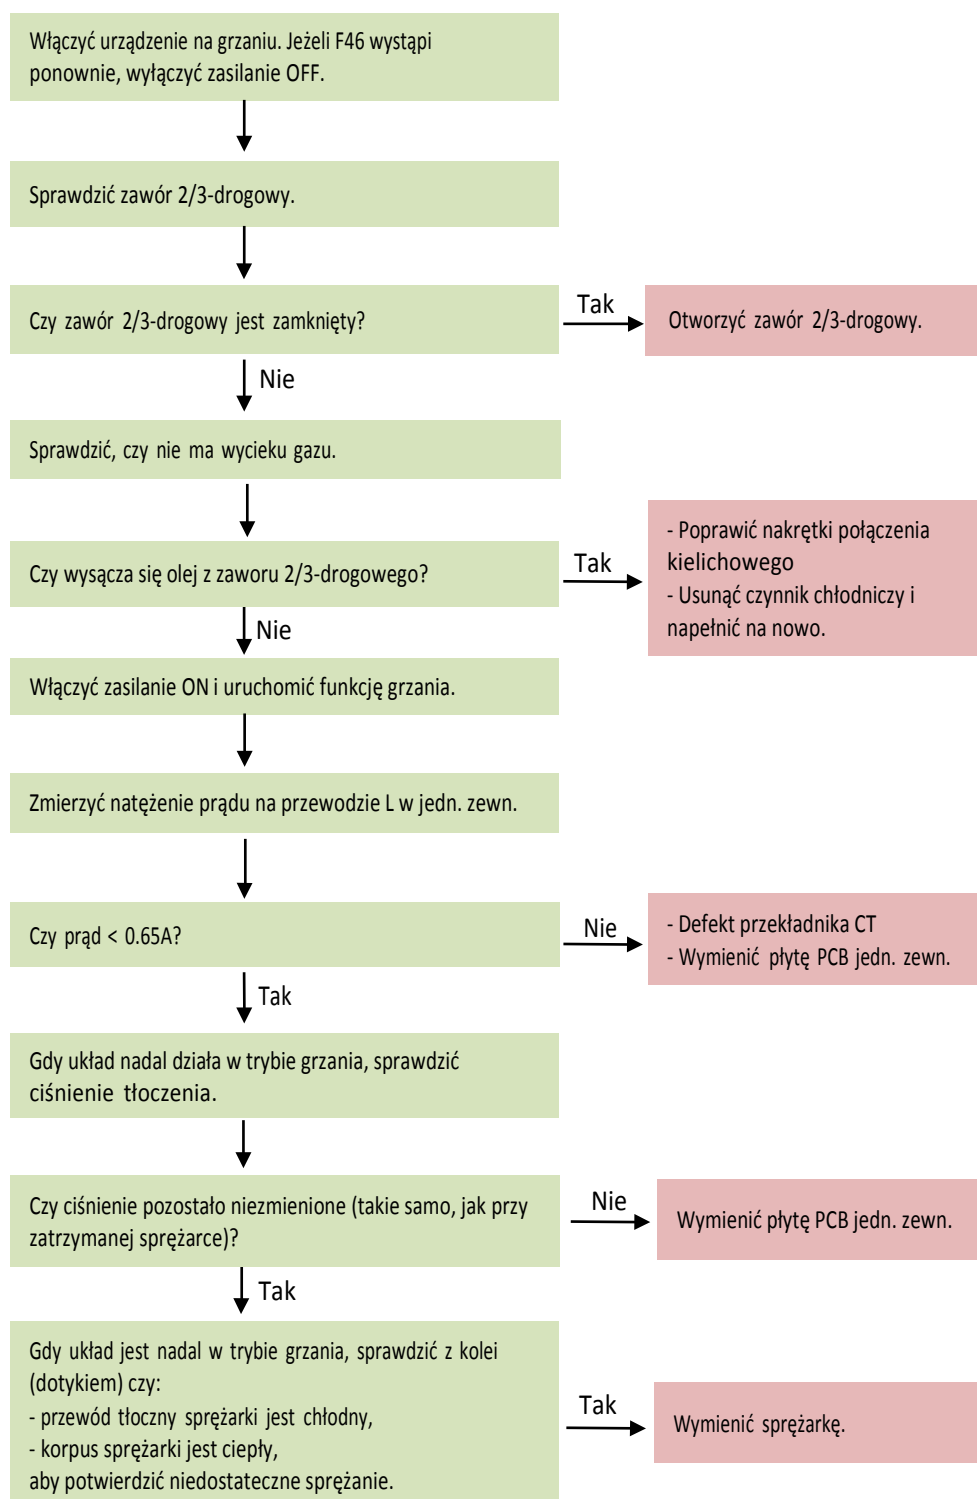 Włączyć urządzenie na grzaniu. Jeżeli F46 wystąpi
ponownie, wyłączyć zasilanie OFF.
Sprawdzić zawór 2/3-drogowy.
Czy zawór 2/3-drogowy jest zamknięty?
Tak
Otworzyć zawór 2/3-drogowy.
Nie
Sprawdzić, czy nie ma wycieku gazu.
Czy wysącza się olej z zaworu 2/3-drogowego?
Tak
- Poprawić nakrętki połączenia
kielichowego
- Usunąć czynnik chłodniczy i
napełnić na nowo.
Nie
Włączyć zasilanie ON i uruchomić funkcję grzania.
Zmierzyć natężenie prądu na przewodzie L w jedn. zewn.
Czy prąd < 0.65A?
Nie
- Defekt przekładnika CT
- Wymienić płytę PCB jedn. zewn.
Tak
Gdy układ nadal działa w trybie grzania, sprawdzić
ciśnienie tłoczenia.
Czy ciśnienie pozostało niezmienione (takie samo, jak przy
zatrzymanej sprężarce)?
Nie
Wymienić płytę PCB jedn. zewn.
Tak
Gdy układ jest nadal w trybie grzania, sprawdzić z kolei
(dotykiem) czy:
- przewód tłoczny sprężarki jest chłodny,
- korpus sprężarki jest ciepły,
aby potwierdzić niedostateczne sprężanie.
Tak
Wymienić sprężarkę.